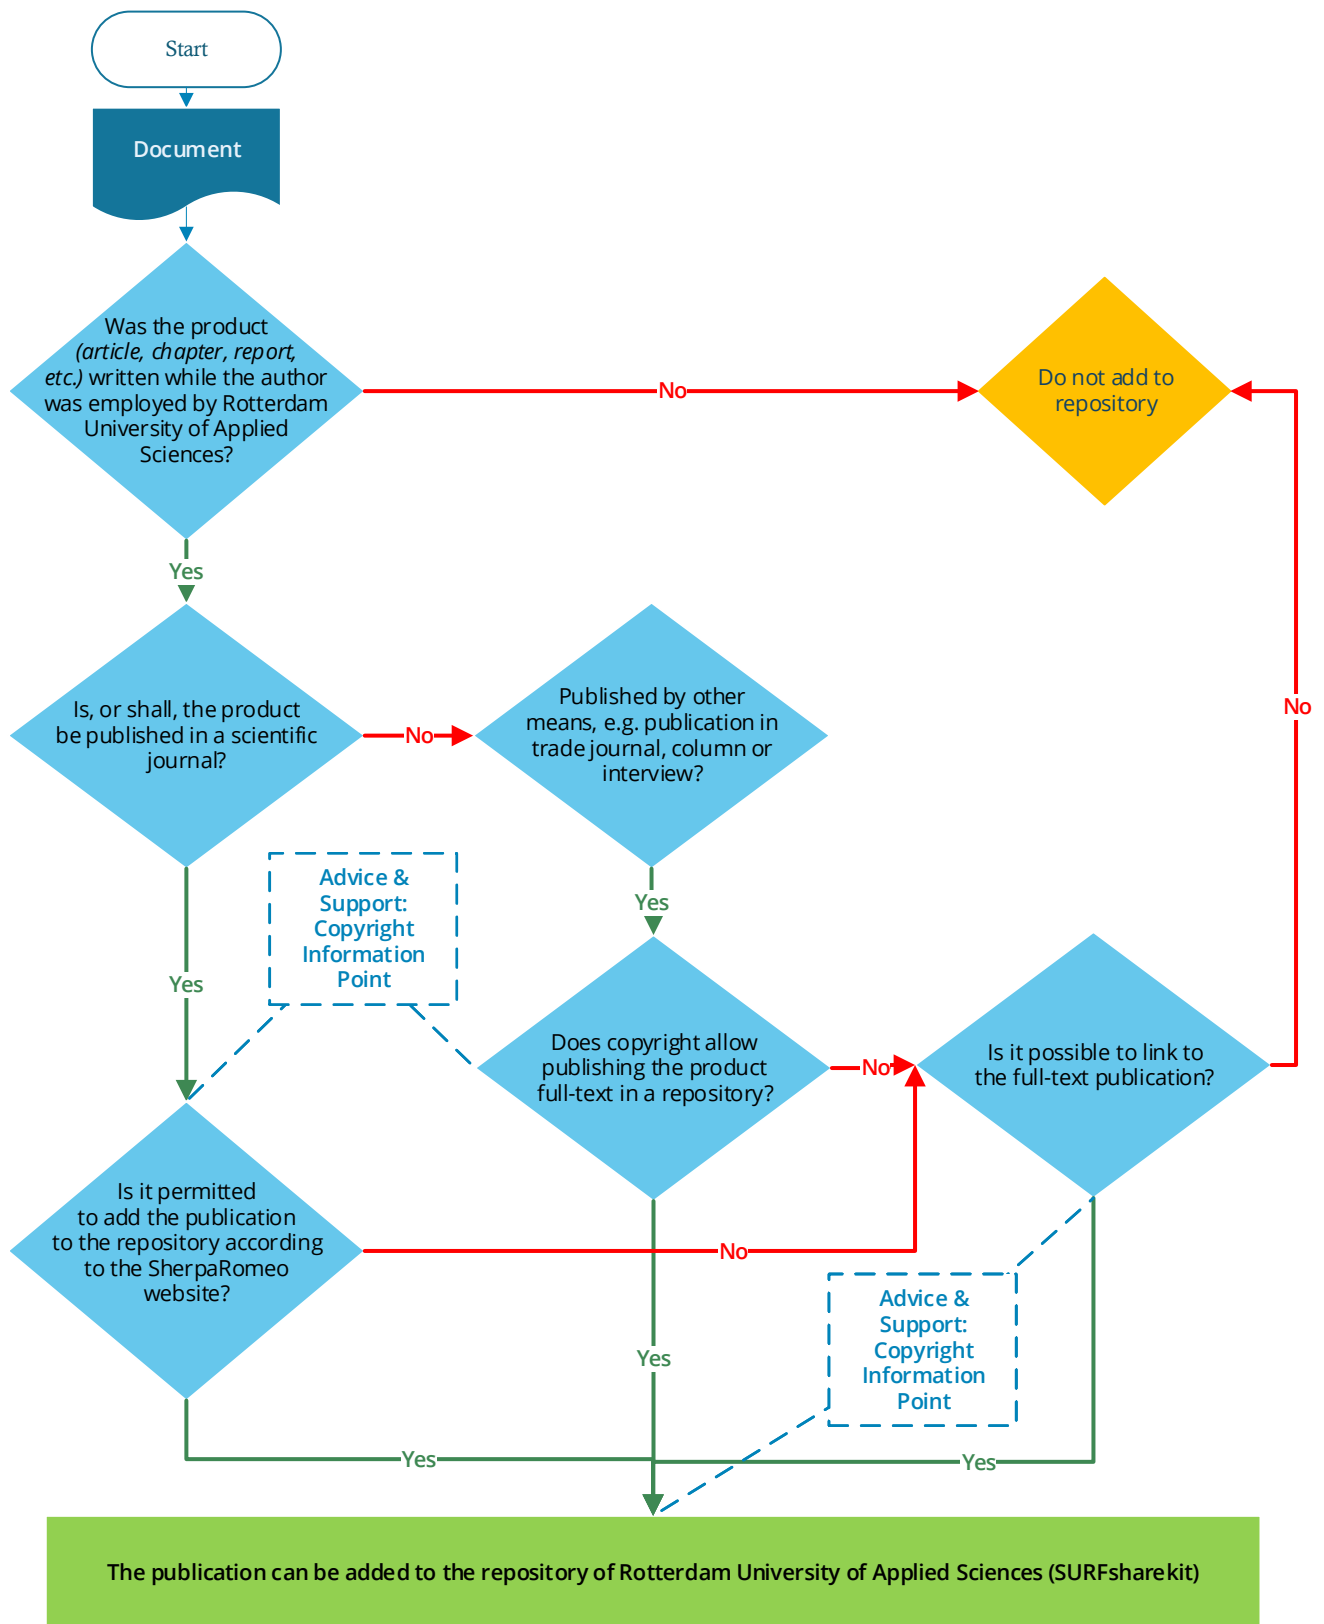 Start
Document
Was the product
(article, chapter, report,
etc.) written while the author
was employed by Rotterdam
University of Applied
Sciences?
No
Do not add to
repository
Yes
Is, or shall, the product
be published in a scientific
journal?
No
Published by other
means, e.g. publication in
trade journal, column or
interview?
No
Advice &
Support:
Copyright
Information
Point
Yes
Yes
Does copyright allow
publishing the product
full-text in a repository?
No
Is it possible to link to
the full-text publication?
Is it permitted
to add the publication
to the repository according
to the SherpaRomeo
website?
No
Advice &
Support:
Copyright
Information
Point
Yes
Yes
Yes
The publication can be added to the repository of Rotterdam University of Applied Sciences (SURFsharekit)